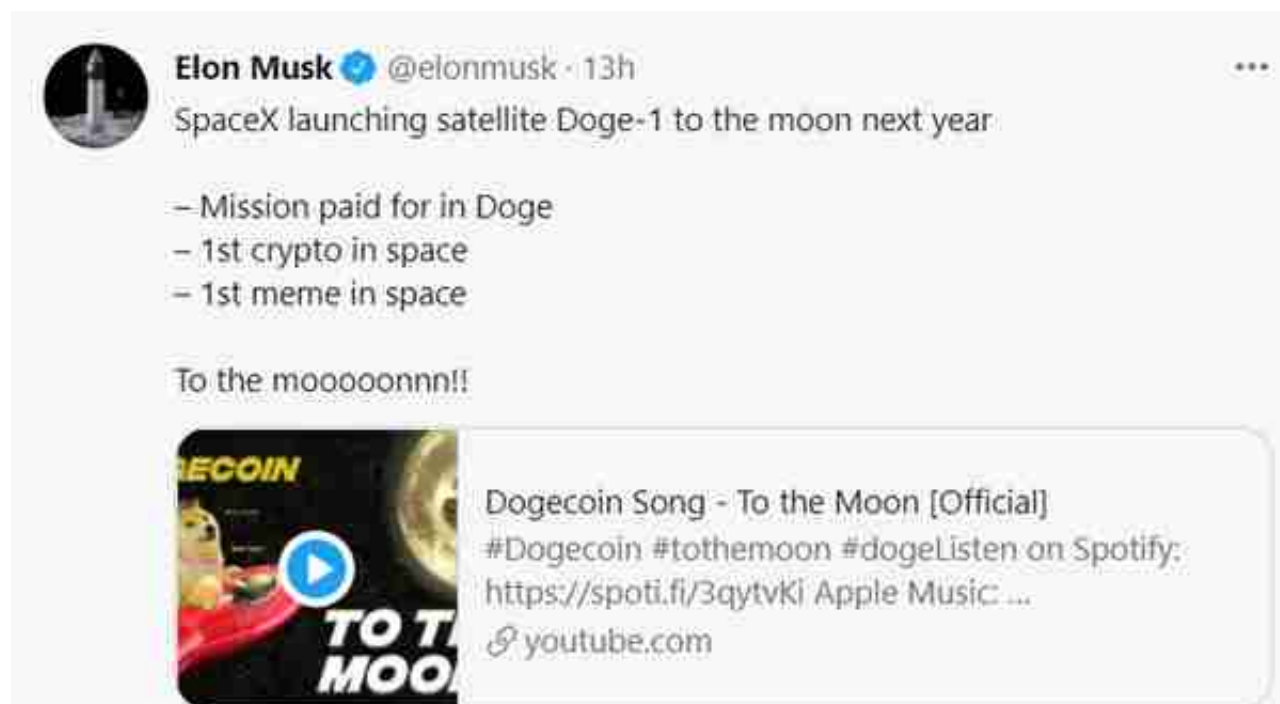 Elon Musk @elonmusk · 13h
SpaceX launching satellite Doge-1 to the moon next year
– Mission paid for in Doge
– 1st crypto in space
– 1st meme in space
To the mooooonnn!!
ECOIN
TO T
MOO
Dogecoin Song - To the Moon [Official]
#Dogecoin #tothemoon #dogeListen on Spotify:
https://spoti.fi/3qytvKi Apple Music: ...
youtube.com